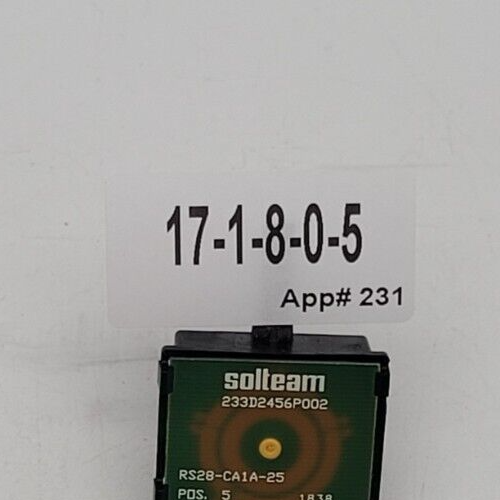 17-1-8-0-5
App# 231
solteam
233D2456P002
RS28-CA1A-25
POS. 5 1838